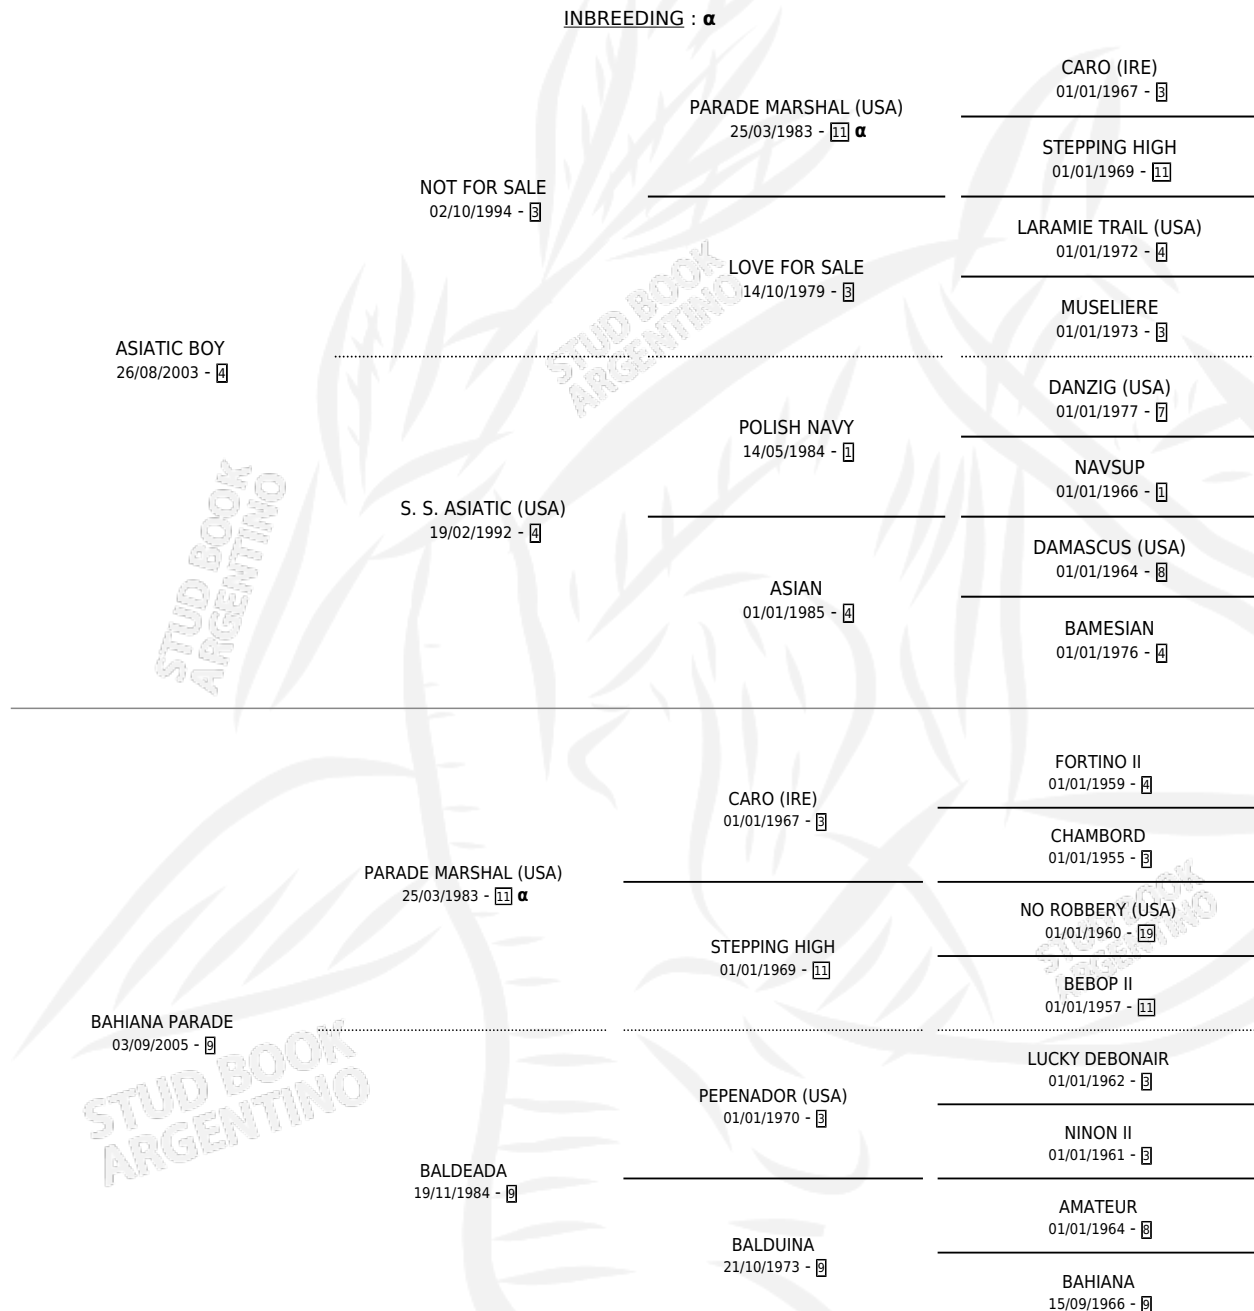 INBREEDING : α
CARO (IRE)
01/01/1967 - 3
PARADE MARSHAL (USA)
25/03/1983 - 11 α
STEPPING HIGH
01/01/1969 - 11
NOT FOR SALE
02/10/1994 - 3
LARAMIE TRAIL (USA)
01/01/1972 - 4
LOVE FOR SALE
14/10/1979 - 3
MUSELIERE
01/01/1973 - 3
ASIATIC BOY
26/08/2003 - 4
DANZIG (USA)
01/01/1977 - 7
POLISH NAVY
14/05/1984 - 1
NAVSUP
01/01/1966 - 1
S. S. ASIATIC (USA)
19/02/1992 - 4
DAMASCUS (USA)
01/01/1964 - 8
ASIAN
01/01/1985 - 4
BAMESIAN
01/01/1976 - 4
FORTINO II
01/01/1959 - 4
CARO (IRE)
01/01/1967 - 3
CHAMBORD
01/01/1955 - 3
PARADE MARSHAL (USA)
25/03/1983 - 11 α
NO ROBBERY (USA)
01/01/1960 - 19
STEPPING HIGH
01/01/1969 - 11
BEBOP II
01/01/1957 - 11
BAHIANA PARADE
03/09/2005 - 9
LUCKY DEBONAIR
01/01/1962 - 3
PEPENADOR (USA)
01/01/1970 - 3
NINON II
01/01/1961 - 3
BALDEADA
19/11/1984 - 9
AMATEUR
01/01/1964 - 8
BALDUINA
21/10/1973 - 9
BAHIANA
15/09/1966 - 9
STUD BOOK
ARGENTINO
STUD BOOK
ARGENTINO
STUD BOOK
ARGENTINO
STUD BOOK
ARGENTINO